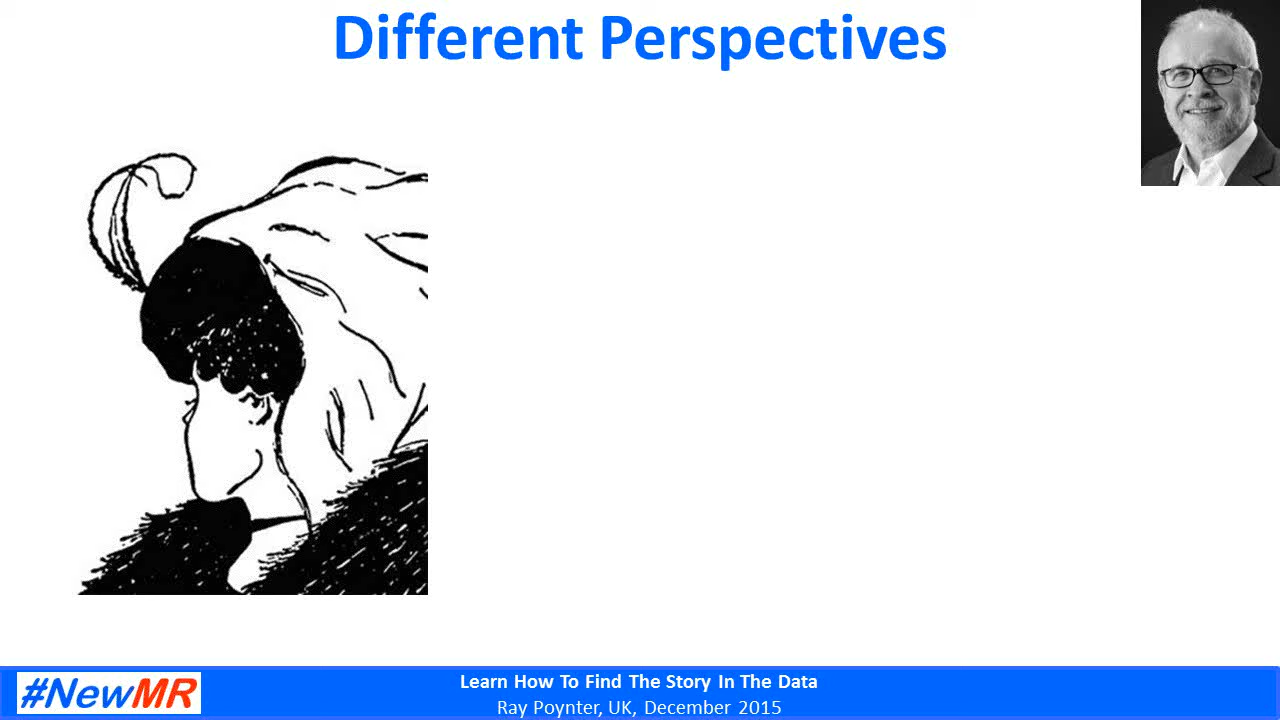 Different Perspectives
#NewMR
Learn How To Find The Story In The Data
Ray Poynter, UK, December 2015